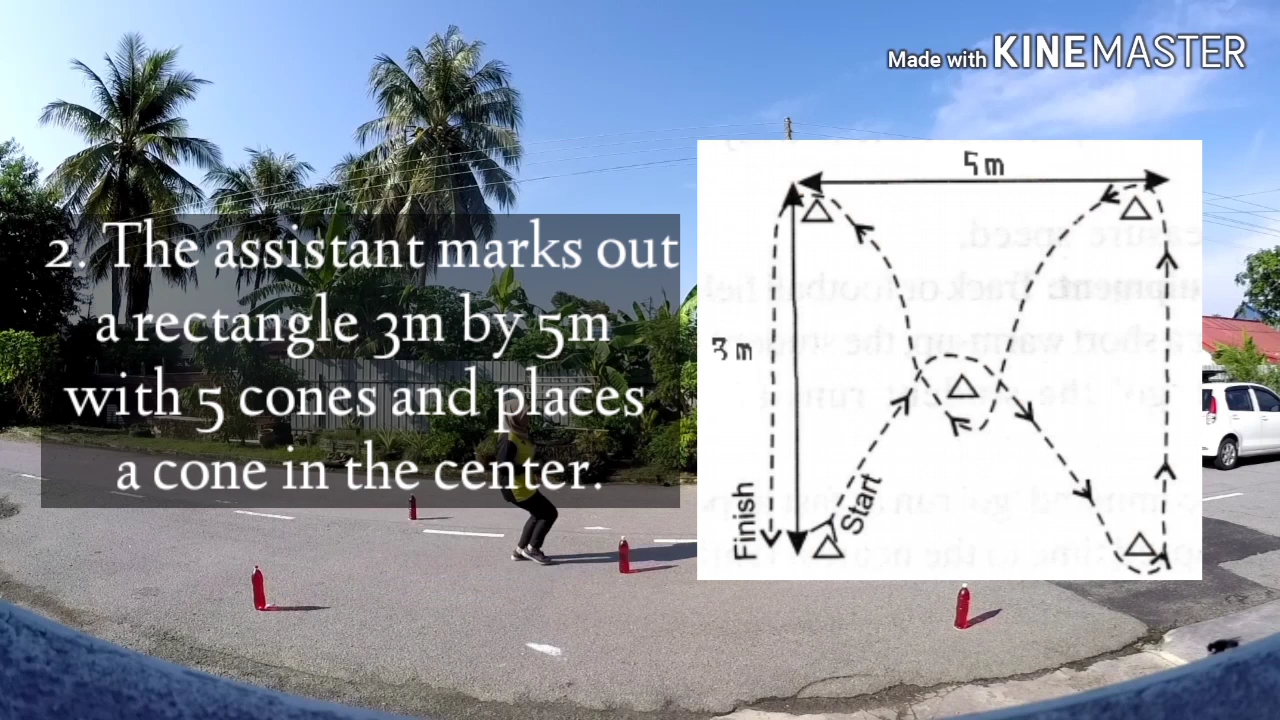 Made with KINEMASTER
2. The assistant marks out
a rectangle 3m by 5m
with 5 cones and places
a cone in the center.
5 m
3 m
Start
Finish